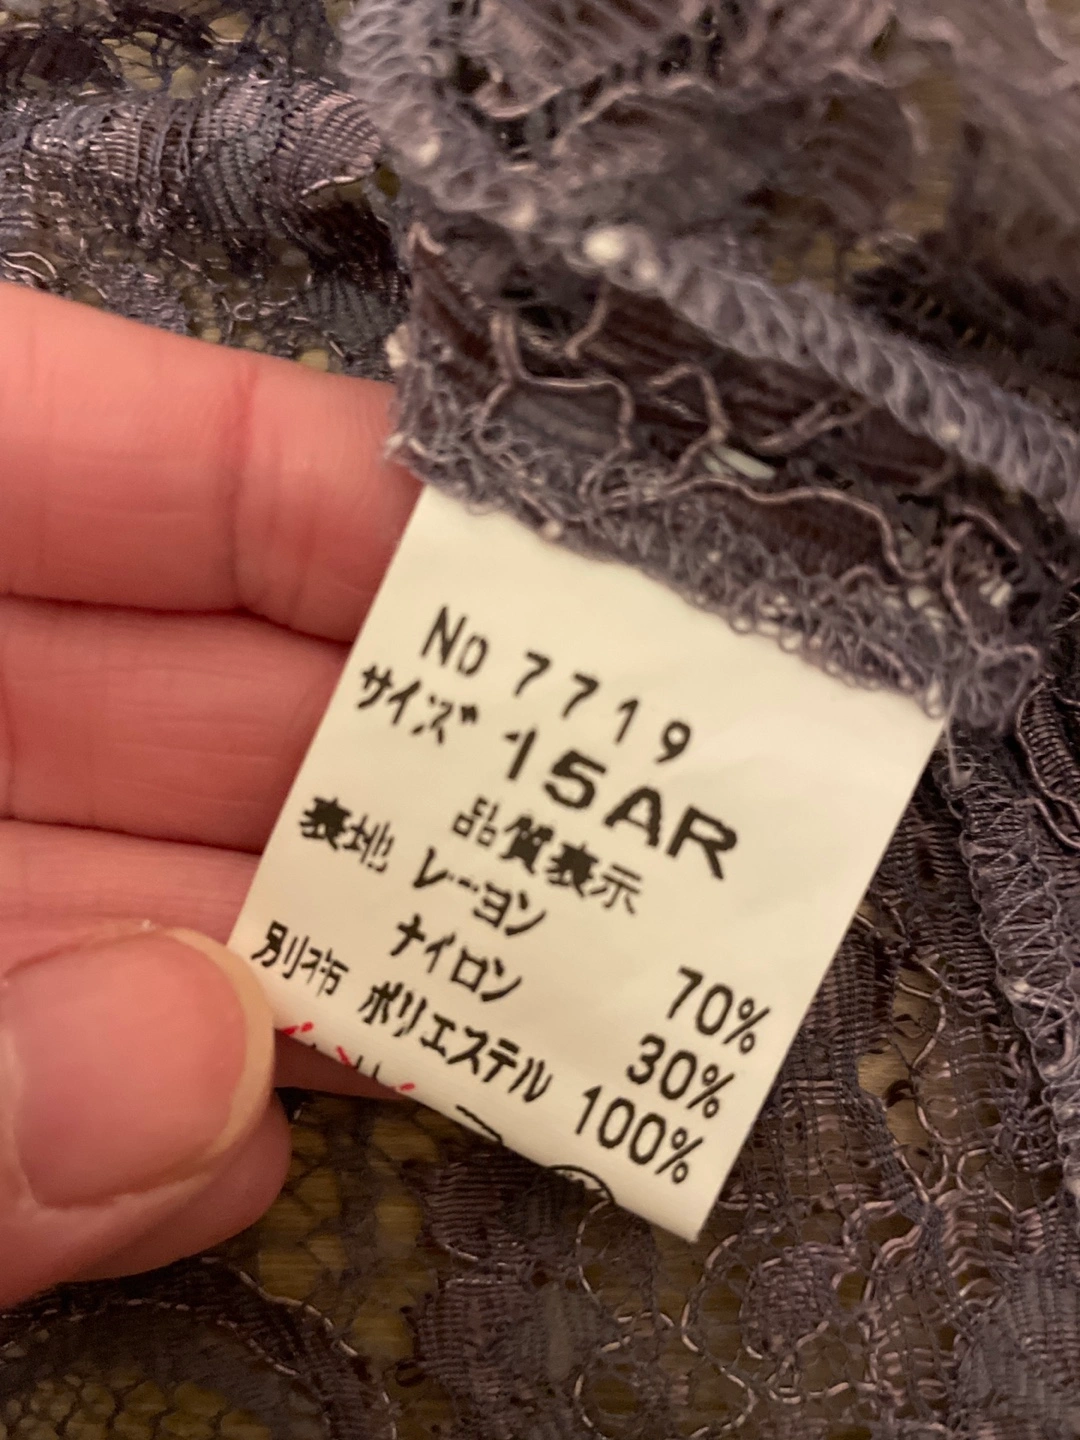 No 7719
サイズ 15AR
品質表示
表地 レーヨン 70%
ナイロン 30%
別布 ポリエステル 100%